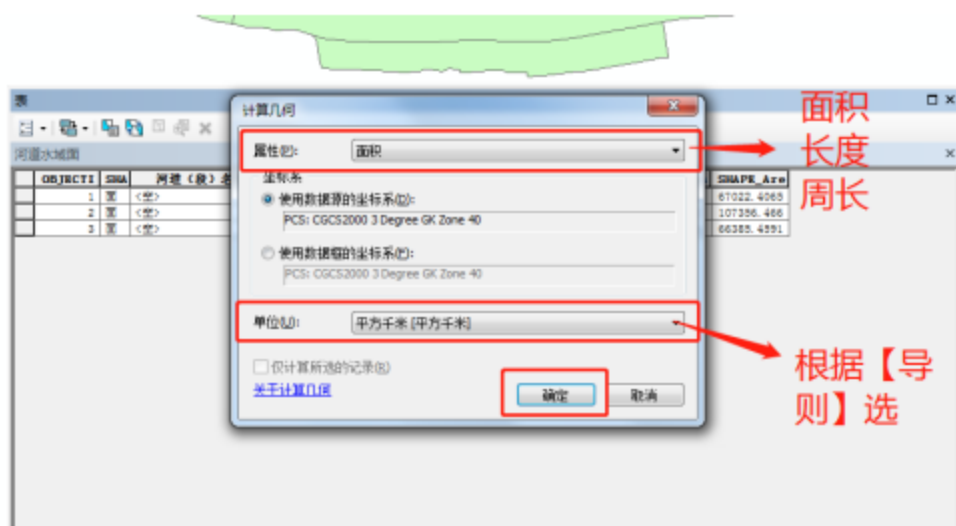 表
计算几何
面积
长度
周长
河道水域面
属性(P):
面积
OBJECTI SHA 河道（段）名 SHAPE_Are
坐标系
1 面 <空> 67022.4065
使用数据源的坐标系(D):
2 面 <空> 107356.466
PCS: CGCS2000 3 Degree GK Zone 40
3 面 <空> 66385.4591
使用数据框的坐标系(F):
PCS: CGCS2000 3 Degree GK Zone 40
单位(U):
平方千米 [平方千米]
根据【导
则】选
仅计算所选的记录(R)
关于计算几何
确定
取消